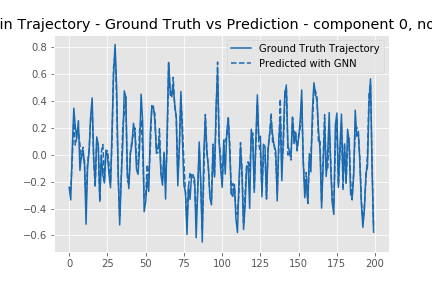 in Trajectory - Ground Truth vs Prediction - component 0, no
Ground Truth Trajectory
Predicted with GNN
0.8
0.6
0.4
0.2
0.0
−0.2
−0.4
−0.6
0 25 50 75 100 125 150 175 200